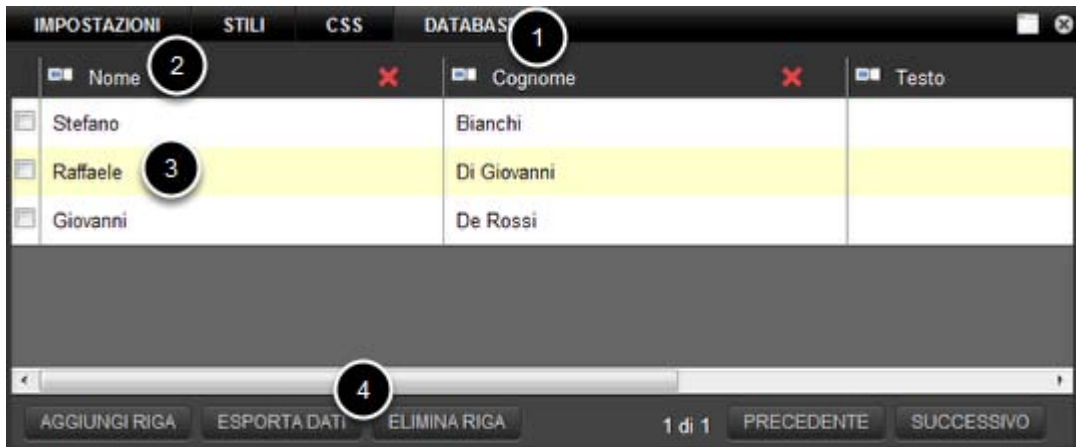 IMPOSTAZIONI STILI CSS DATABASE 1
2 Nome Cognome Testo
Stefano Bianchi
Raffaele 3 Di Giovanni
Giovanni De Rossi
4
AGGIUNGI RIGA ESPORTA DATI ELIMINA RIGA 1 di 1 PRECEDENTE SUCCESSIVO